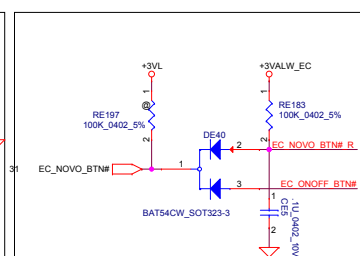 +3VL
+3VALW_EC
1
1
@
RE197
100K_0402_5%
RE183
100K_0402_5%
2
2
DE40
2
EC_NOVO_BTN#_R
31
EC_NOVO_BTN#
1
3
EC_ONOFF_BTN#
BAT54CW_SOT323-3
1
2
CE5
.1U_0402_10V